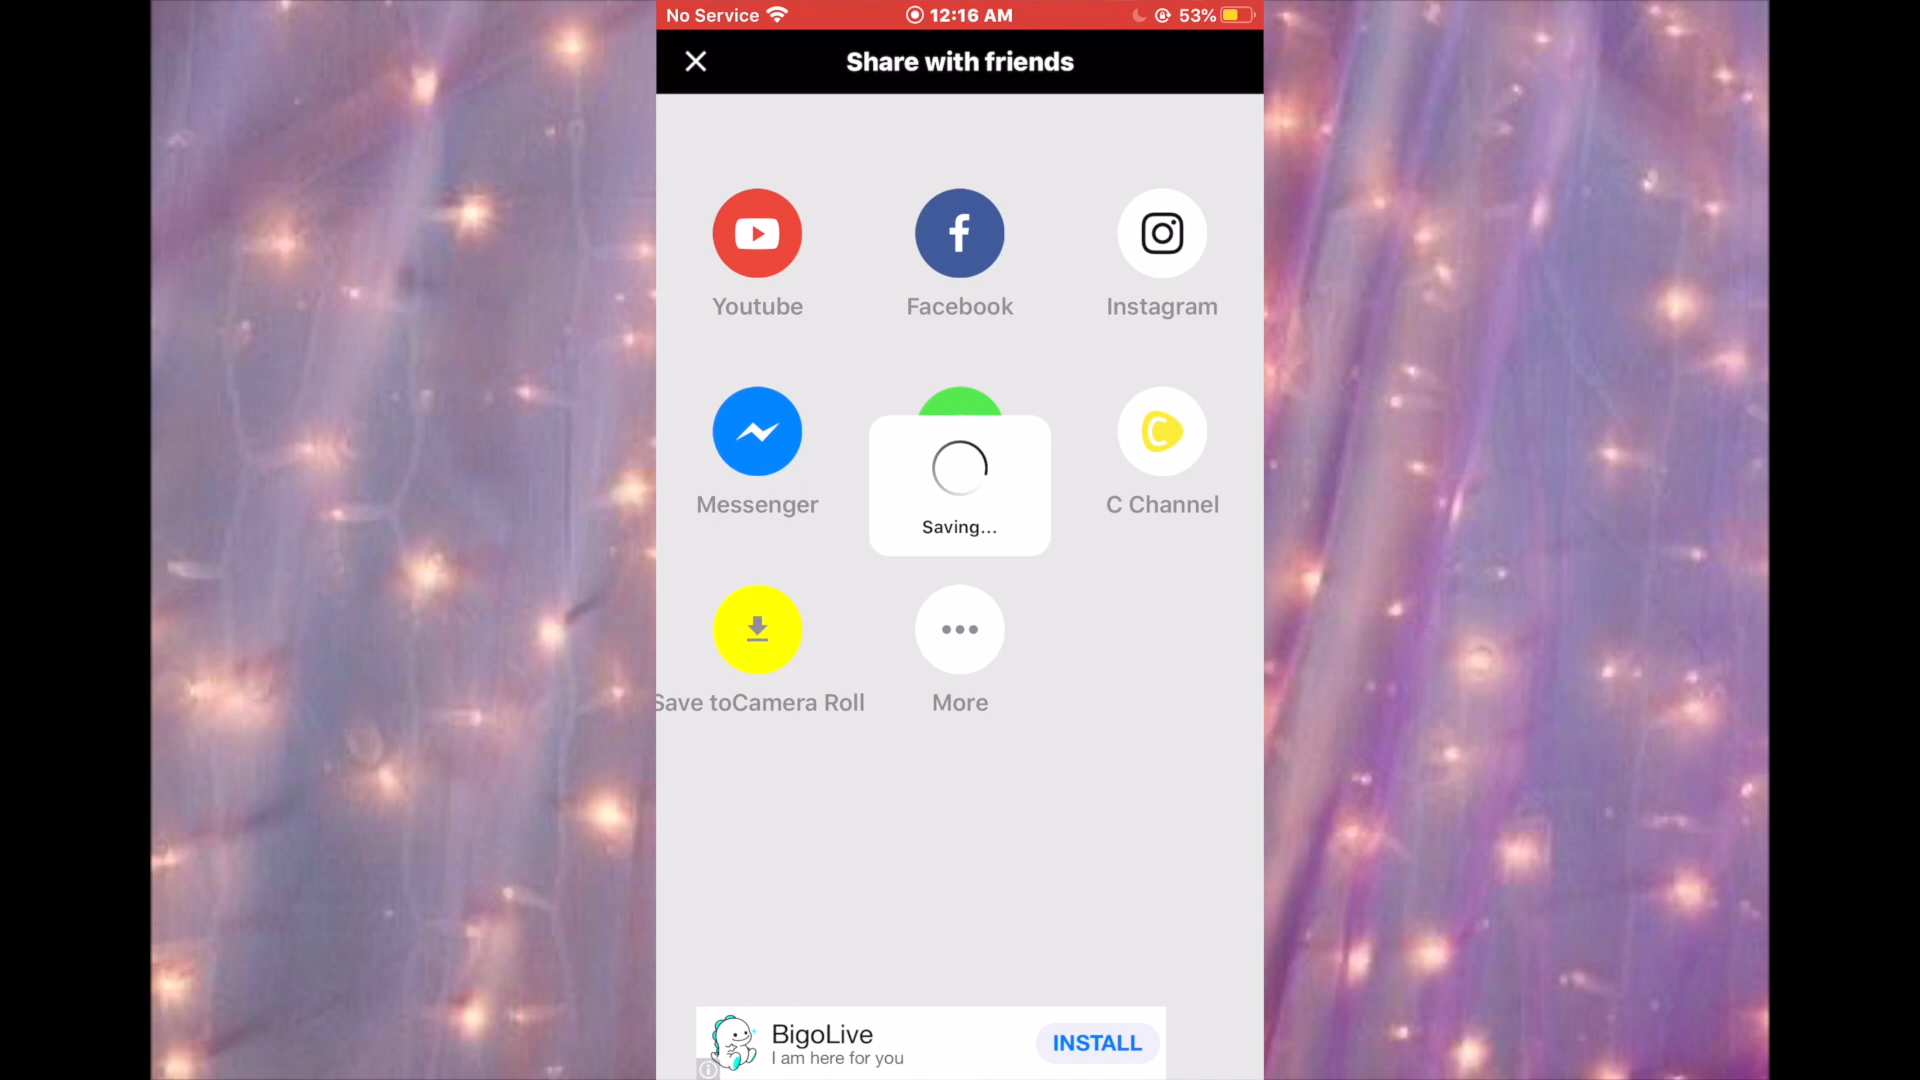 No Service 12:16 AM 53%
Share with friends
Youtube Facebook Instagram
Messenger C Channel
Saving...
Save toCamera Roll More
BigoLive
I am here for you
INSTALL